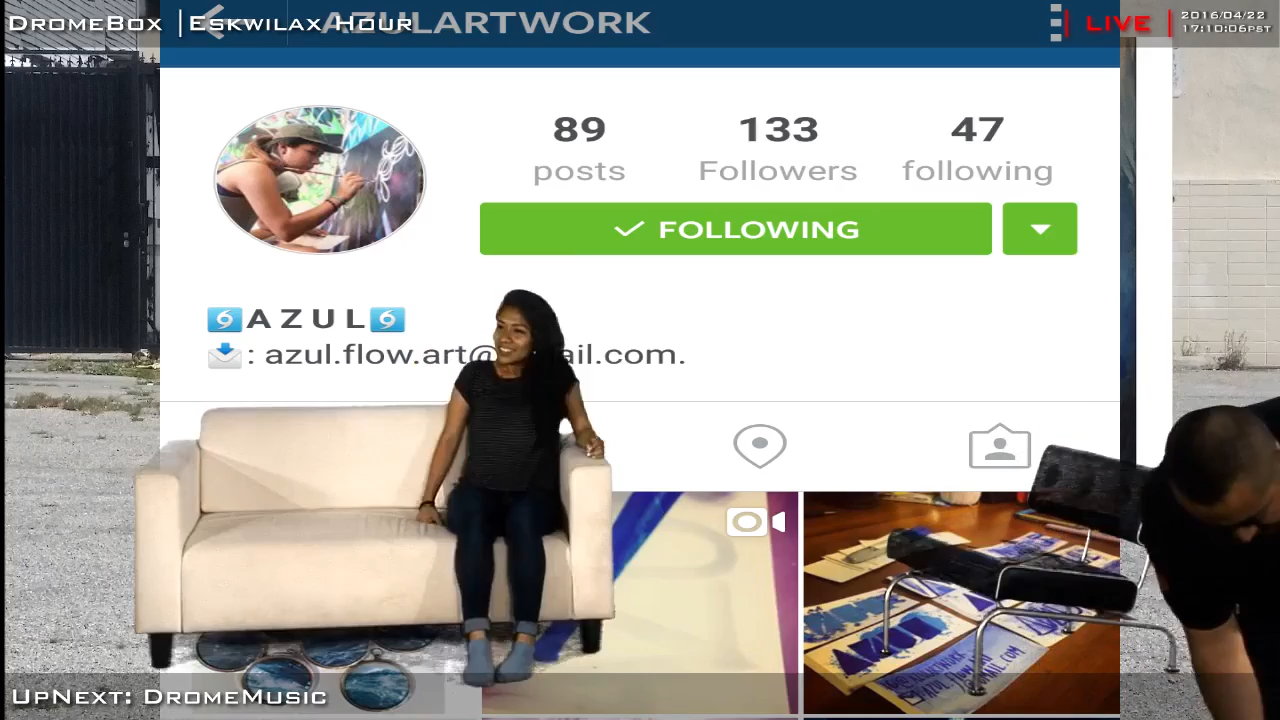 DromeBox |Eskwilax Hour
AZULARTWORK
LIVE
2016/04/22
17:10:06PST
89
133
47
posts
Followers
following
FOLLOWING
AZUL
: azul.flow.art@ ail.com.
UpNext: DromeMusic